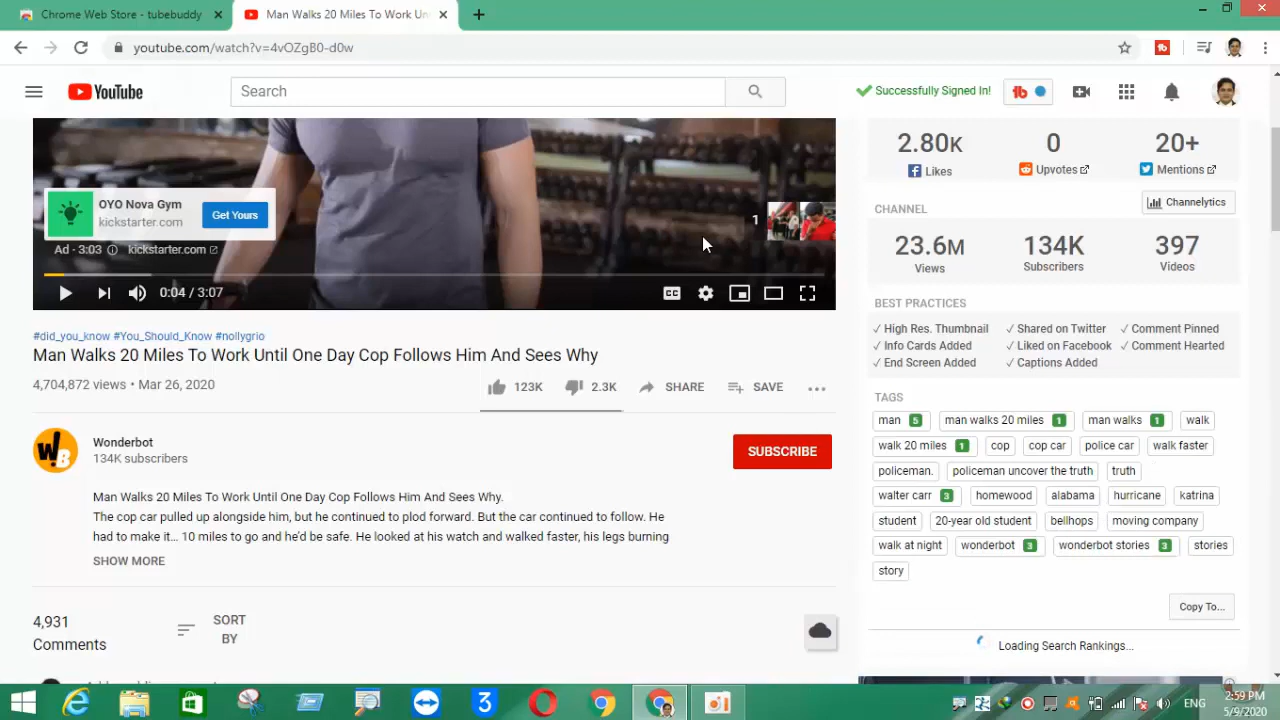 Chrome Web Store - tubebuddy
Man Walks 20 Miles To Work Un
youtube.com/watch?v=4vOZgB0-d0w
YouTube
Search
Successfully Signed In!
2.80K
0
20+
Likes
Upvotes
Mentions
CHANNEL
Channelytics
23.6M
134K
397
Views
Subscribers
Videos
BEST PRACTICES
✓ High Res. Thumbnail ✓ Shared on Twitter ✓ Comment Pinned
✓ Info Cards Added ✓ Liked on Facebook ✓ Comment Hearted
✓ End Screen Added ✓ Captions Added
TAGS
man 5 man walks 20 miles 1 man walks 1 walk
walk 20 miles 1 cop cop car police car walk faster
policeman. policeman uncover the truth truth
walter carr 3 homewood alabama hurricane katrina
student 20-year old student bellhops moving company
walk at night wonderbot 3 wonderbot stories 3 stories
story
Copy To...
Loading Search Rankings...
OYO Nova Gym
kickstarter.com
Get Yours
Ad - 3:03 kickstarter.com
1
0:04 / 3:07
CC
#did_you_know #You_Should_Know #nollygrio
Man Walks 20 Miles To Work Until One Day Cop Follows Him And Sees Why
4,704,872 views • Mar 26, 2020
123K 2.3K SHARE SAVE
Wonderbot
134K subscribers
SUBSCRIBE
Man Walks 20 Miles To Work Until One Day Cop Follows Him And Sees Why.
The cop car pulled up alongside him, but he continued to plod forward. But the car continued to follow. He
had to make it... 10 miles to go and he'd be safe. He looked at his watch and walked faster, his legs burning
SHOW MORE
4,931
Comments
SORT
BY
ENG
2:59 PM
5/9/2020